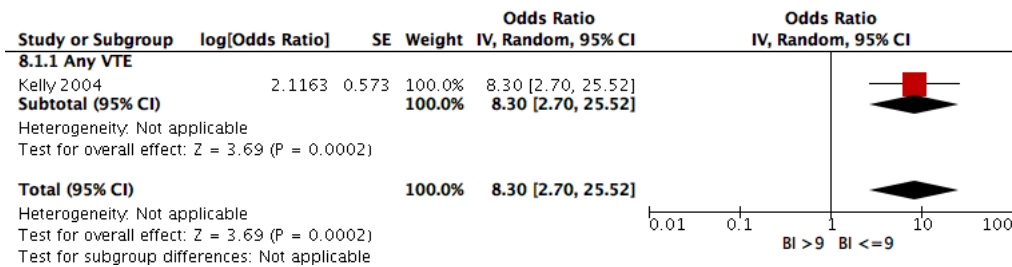 Odds Ratio Odds Ratio
Study or Subgroup log[Odds Ratio] SE Weight IV, Random, 95% CI IV, Random, 95% CI
8.1.1 Any VTE
Kelly 2004 2.1163 0.573 100.0% 8.30 [2.70, 25.52]
Subtotal (95% CI) 100.0% 8.30 [2.70, 25.52]
Heterogeneity: Not applicable
Test for overall effect: Z = 3.69 (P = 0.0002)
Total (95% CI) 100.0% 8.30 [2.70, 25.52]
Heterogeneity: Not applicable
Test for overall effect: Z = 3.69 (P = 0.0002)
Test for subgroup differences: Not applicable
0.01 0.1 1 10 100
BI >9 BI <=9